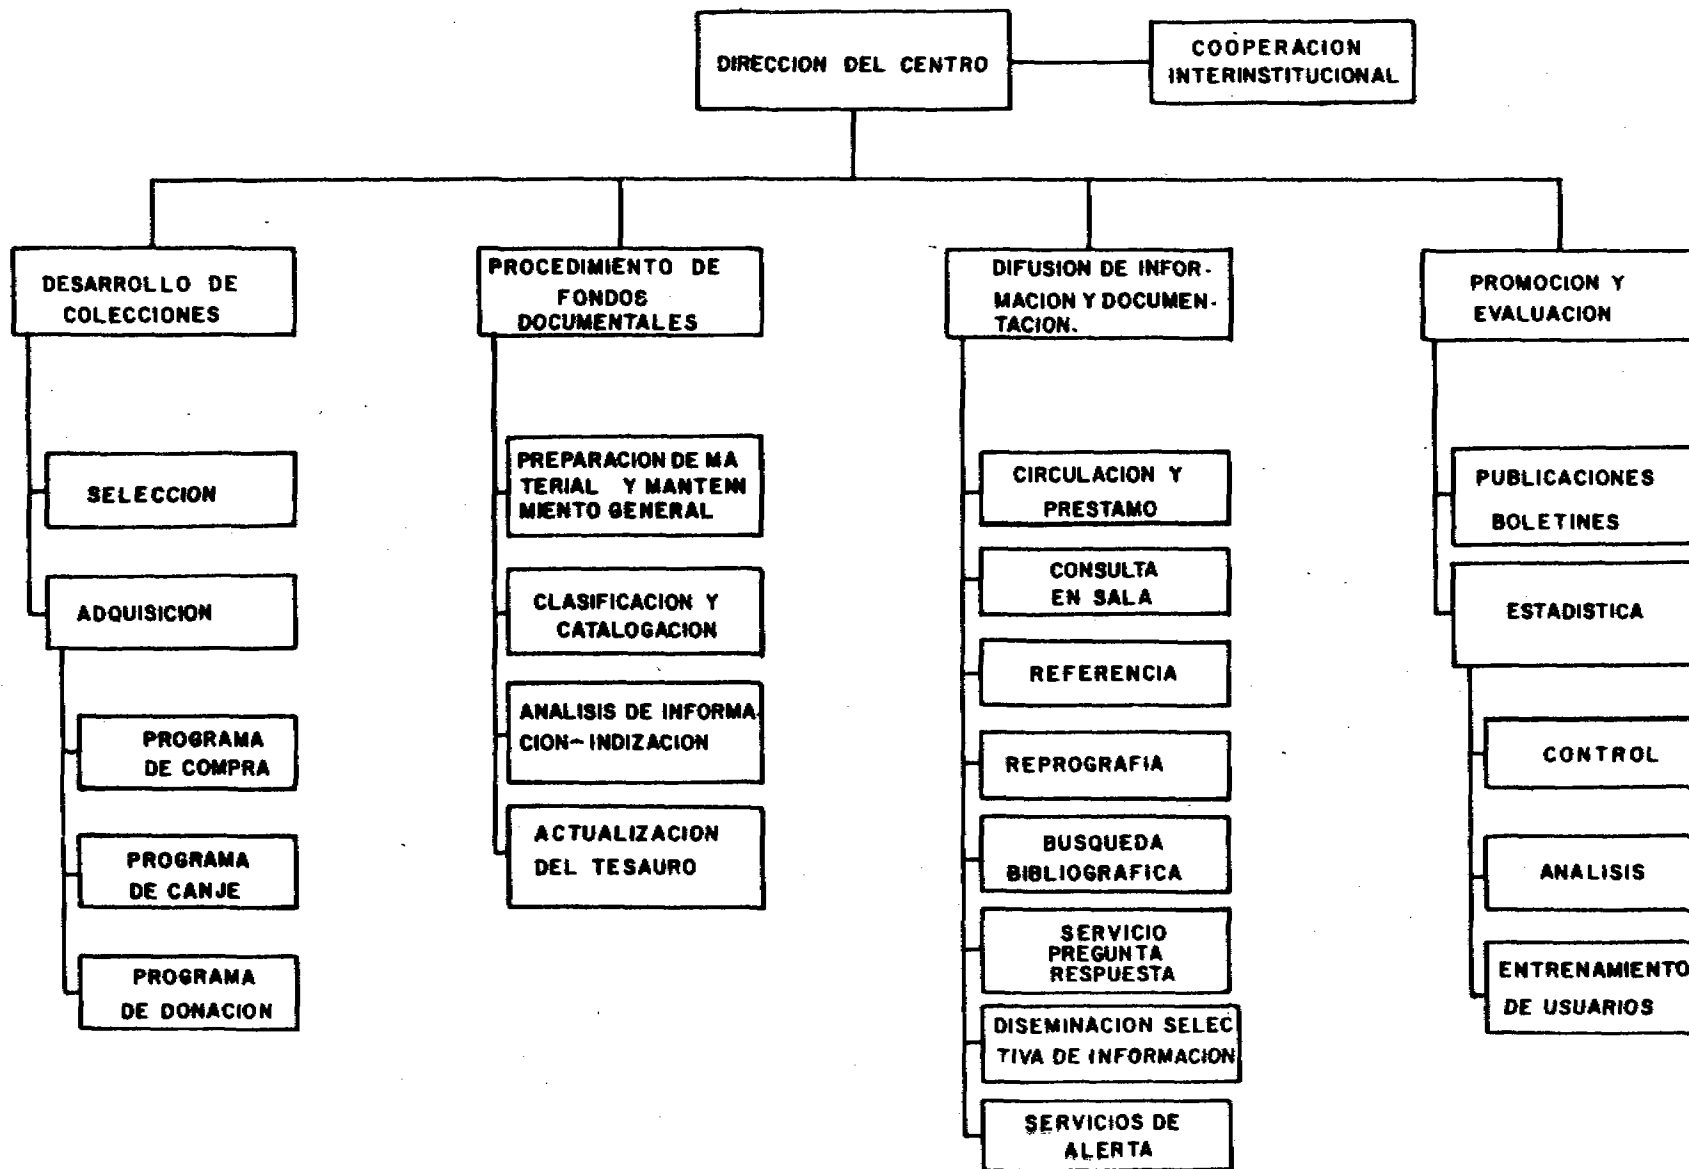 DIRECCION DEL CENTRO
COOPERACION
INTERINSTITUCIONAL
DESARROLLO DE
COLECCIONES
SELECCION
ADQUISICION
PROGRAMA
DE COMPRA
PROGRAMA
DE CANJE
PROGRAMA
DE DONACION
PROCEDIMIENTO DE
FONDOS
DOCUMENTALES
PREPARACION DE MA
TERIAL Y MANTENI
MIENTO GENERAL
CLASIFICACION Y
CATALOGACION
ANALISIS DE INFORMA
CION-INDIZACION
ACTUALIZACION
DEL TESAURO
DIFUSION DE INFOR-
MACION Y DOCUMEN-
TACION.
CIRCULACION Y
PRESTAMO
CONSULTA
EN SALA
REFERENCIA
REPROGRAFIA
BUSQUEDA
BIBLIOGRAFICA
SERVICIO
PREGUNTA
RESPUESTA
DISEMINACION SELEC
TIVA DE INFORMACION
SERVICIOS DE
ALERTA
PROMOCION Y
EVALUACION
PUBLICACIONES
BOLETINES
ESTADISTICA
CONTROL
ANALISIS
ENTRENAMIENTO
DE USUARIOS